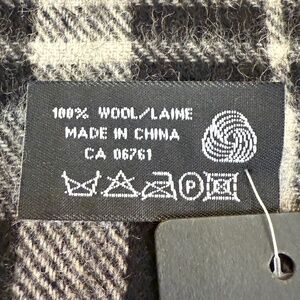 100% WOOL/LAINE
MADE IN CHINA
CA 06761
P